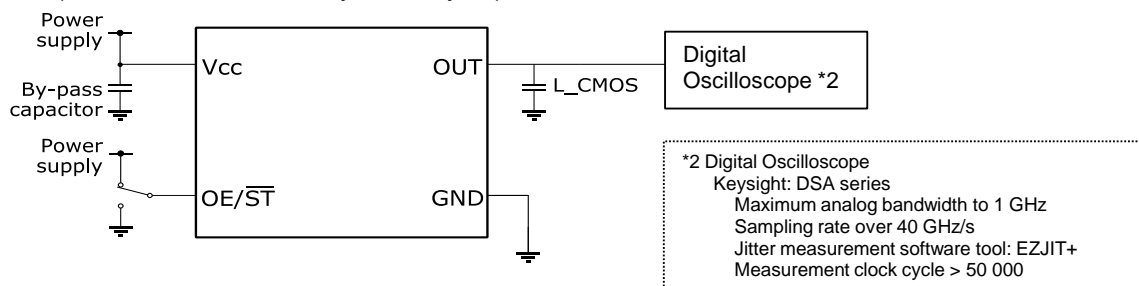 Power
supply
By-pass
capacitor
Power
supply
Vcc
OE/S̅T̅
OUT
GND
L_CMOS
Digital
Oscilloscope *2
*2 Digital Oscilloscope
Keysight: DSA series
Maximum analog bandwidth to 1 GHz
Sampling rate over 40 GHz/s
Jitter measurement software tool: EZJIT+
Measurement clock cycle > 50 000